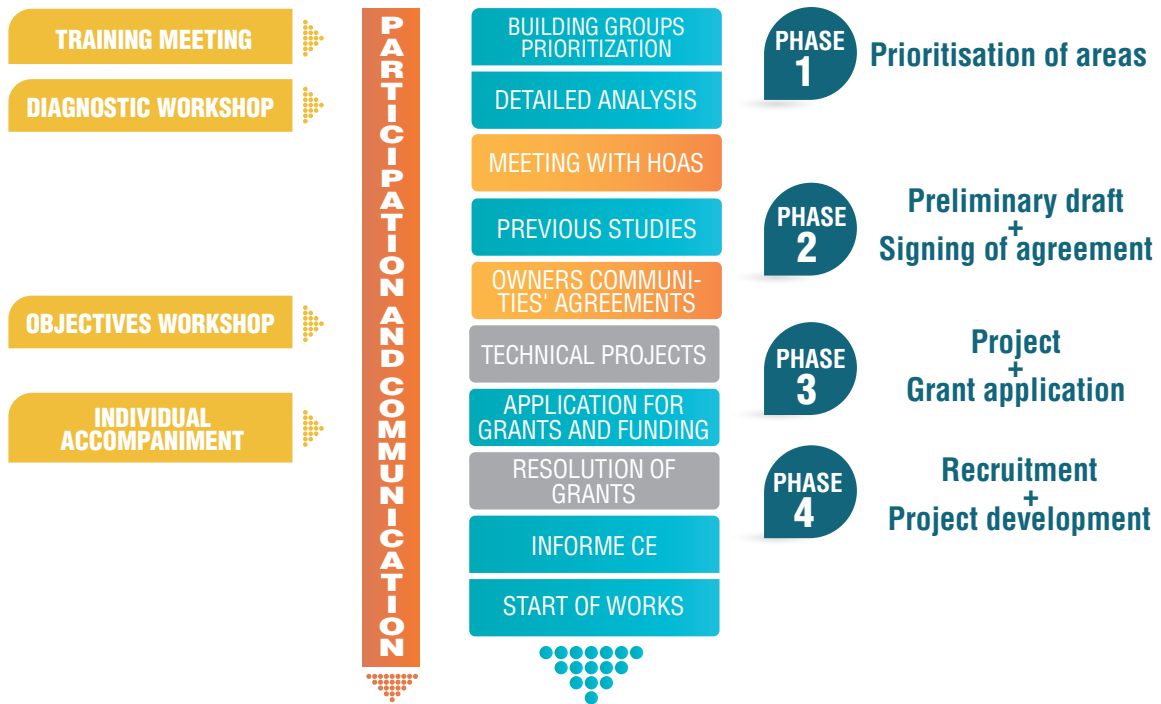 TRAINING MEETING
DIAGNOSTIC WORKSHOP
OBJECTIVES WORKSHOP
INDIVIDUAL
ACCOMPANIMENT
PARTICIPATION AND COMMUNICATION
BUILDING GROUPS
PRIORITIZATION
DETAILED ANALYSIS
MEETING WITH HOAS
PREVIOUS STUDIES
OWNERS COMMUNI-
TIES' AGREEMENTS
TECHNICAL PROJECTS
APPLICATION FOR
GRANTS AND FUNDING
RESOLUTION OF
GRANTS
INFORME CE
START OF WORKS
PHASE
1
Prioritisation of areas
PHASE
2
Preliminary draft
+
Signing of agreement
PHASE
3
Project
+
Grant application
PHASE
4
Recruitment
+
Project development